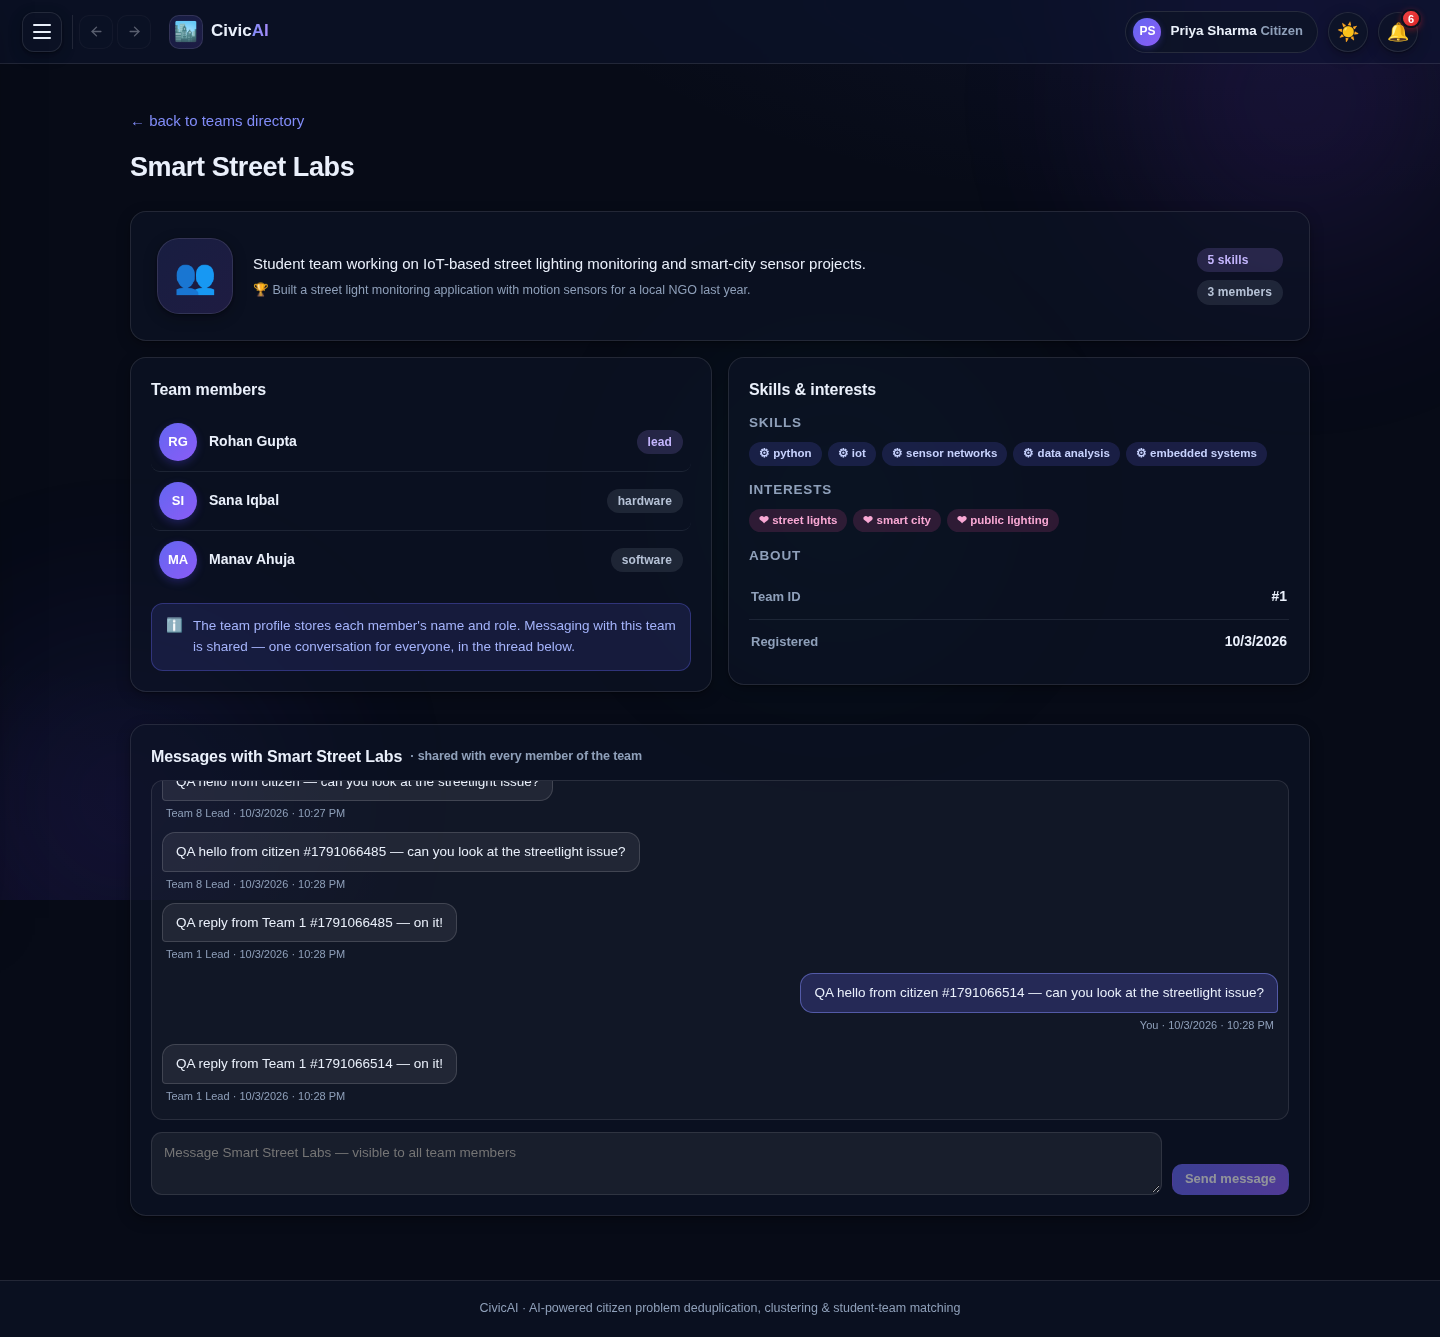 CivicAI
PS Priya Sharma Citizen
6
← back to teams directory
Smart Street Labs
Student team working on IoT-based street lighting monitoring and smart-city sensor projects.
🏆 Built a street light monitoring application with motion sensors for a local NGO last year.
5 skills
3 members
Team members
RG Rohan Gupta lead
SI Sana Iqbal hardware
MA Manav Ahuja software
The team profile stores each member's name and role. Messaging with this team
is shared — one conversation for everyone, in the thread below.
Skills & interests
SKILLS
⚙ python ⚙ iot ⚙ sensor networks ⚙ data analysis ⚙ embedded systems
INTERESTS
❤ street lights ❤ smart city ❤ public lighting
ABOUT
Team ID #1
Registered 10/3/2026
Messages with Smart Street Labs · shared with every member of the team
QA hello from citizen — can you look at the streetlight issue?
Team 8 Lead · 10/3/2026 · 10:27 PM
QA hello from citizen #1791066485 — can you look at the streetlight issue?
Team 8 Lead · 10/3/2026 · 10:28 PM
QA reply from Team 1 #1791066485 — on it!
Team 1 Lead · 10/3/2026 · 10:28 PM
QA hello from citizen #1791066514 — can you look at the streetlight issue?
You · 10/3/2026 · 10:28 PM
QA reply from Team 1 #1791066514 — on it!
Team 1 Lead · 10/3/2026 · 10:28 PM
Message Smart Street Labs — visible to all team members
Send message
CivicAI · AI-powered citizen problem deduplication, clustering & student-team matching